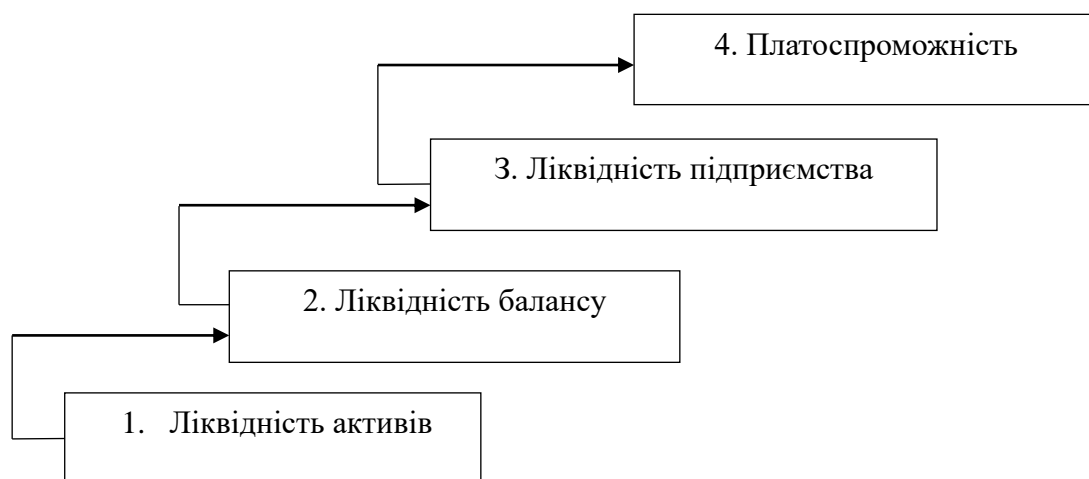 4. Платоспроможність
3. Ліквідність підприємства
2. Ліквідність балансу
1. Ліквідність активів